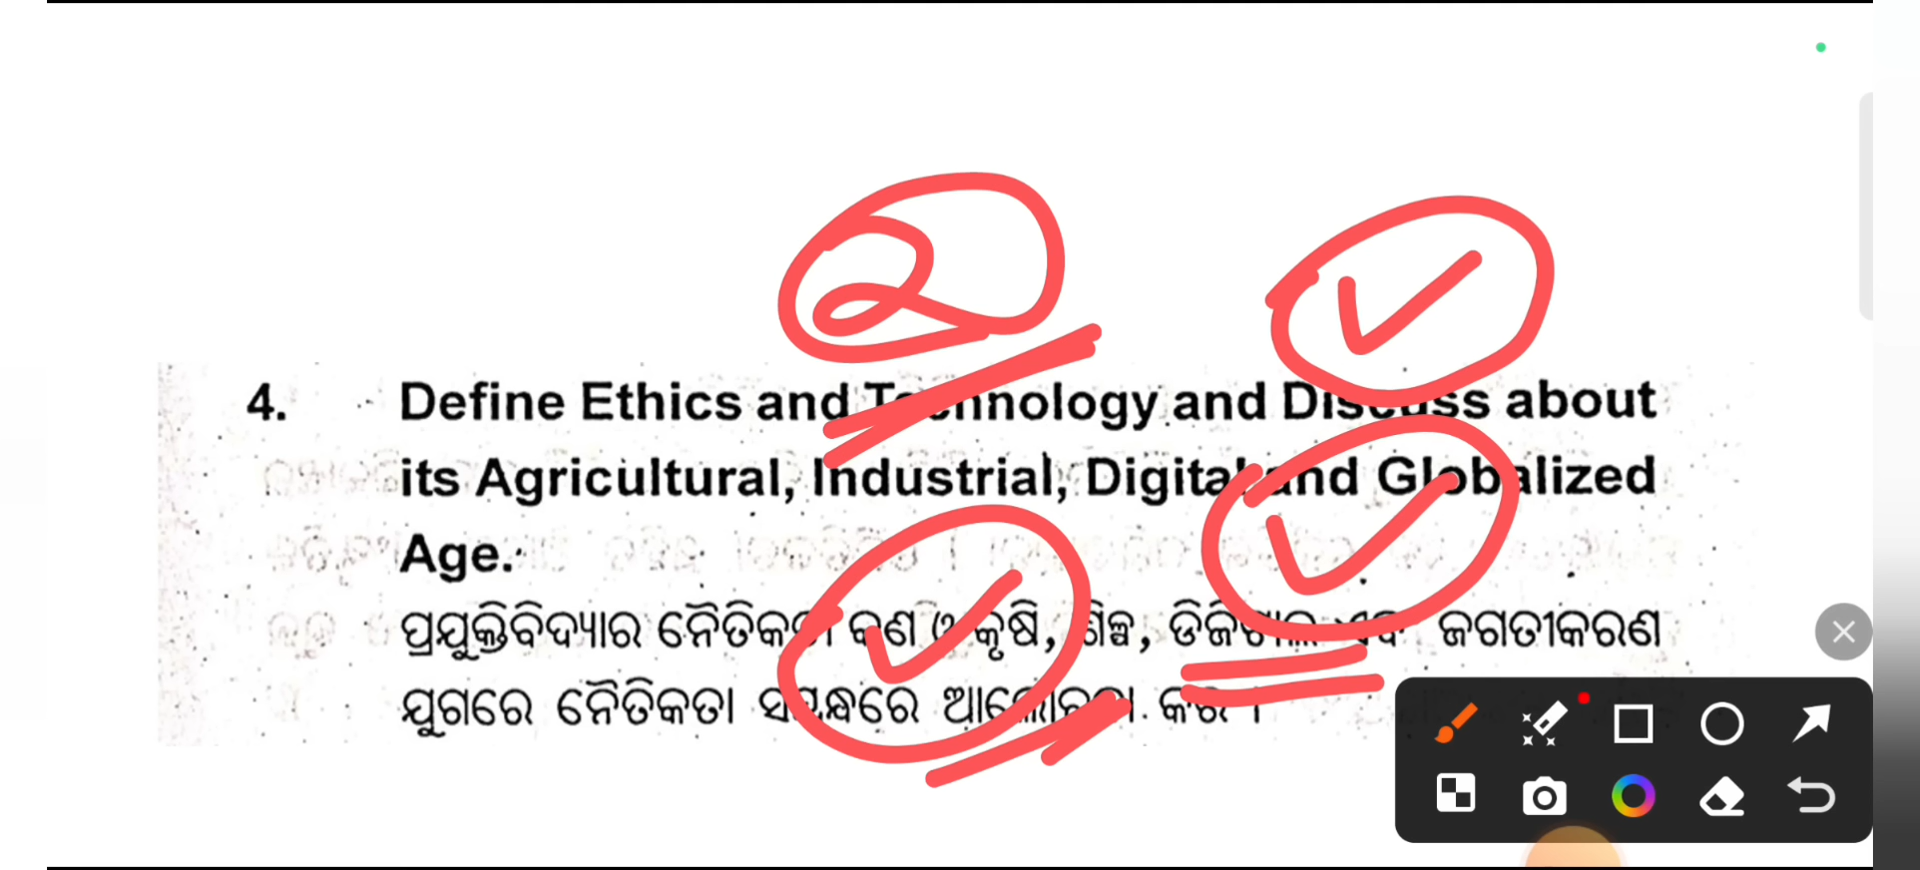 2
4. Define Ethics and Technology and Discuss about
its Agricultural, Industrial, Digital and Globalized
Age.
ପ୍ରଯୁକ୍ତିବିଦ୍ୟାର ନୈତିକତା କଣ ଓ କୃଷି, ଶିଳ୍ପ, ଡିଜିଟାଲ ଏବଂ ଜଗତୀକରଣ
ଯୁଗରେ ନୈତିକତା ସମ୍ବନ୍ଧରେ ଆଲୋଚନା କର ।